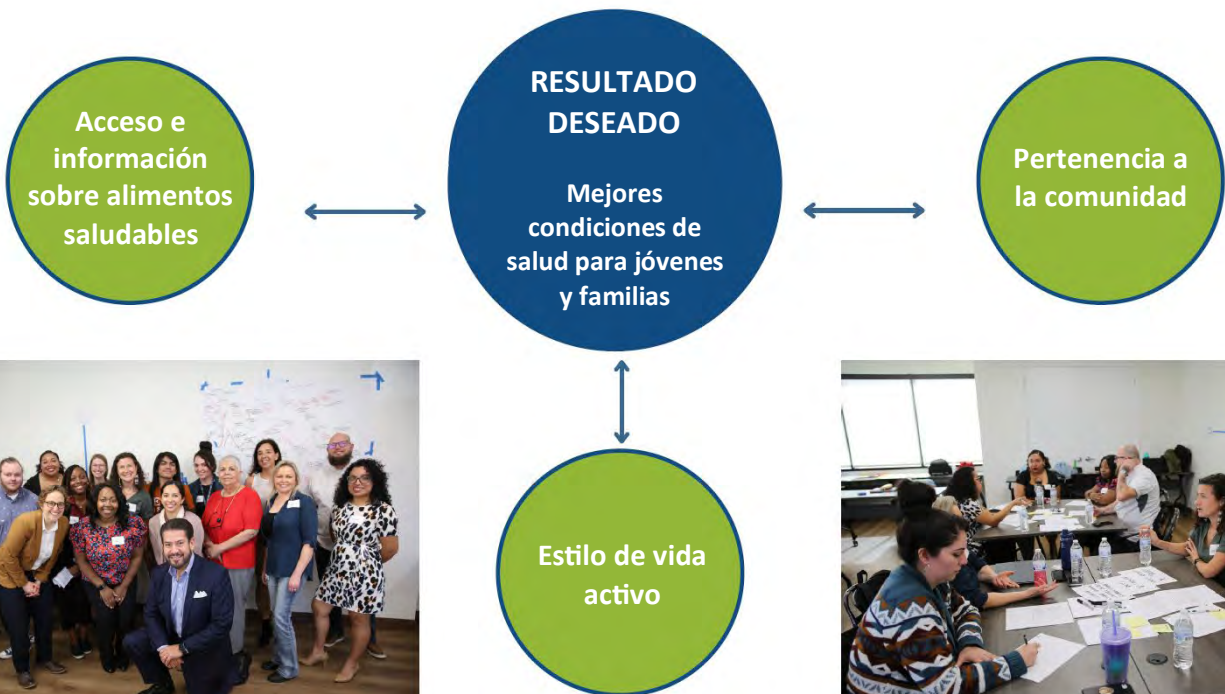 Acceso e
información
sobre alimentos
saludables
RESULTADO
DESEADO
Mejores
condiciones de
salud para jóvenes
y familias
Pertenencia a
la comunidad
Estilo de vida
activo